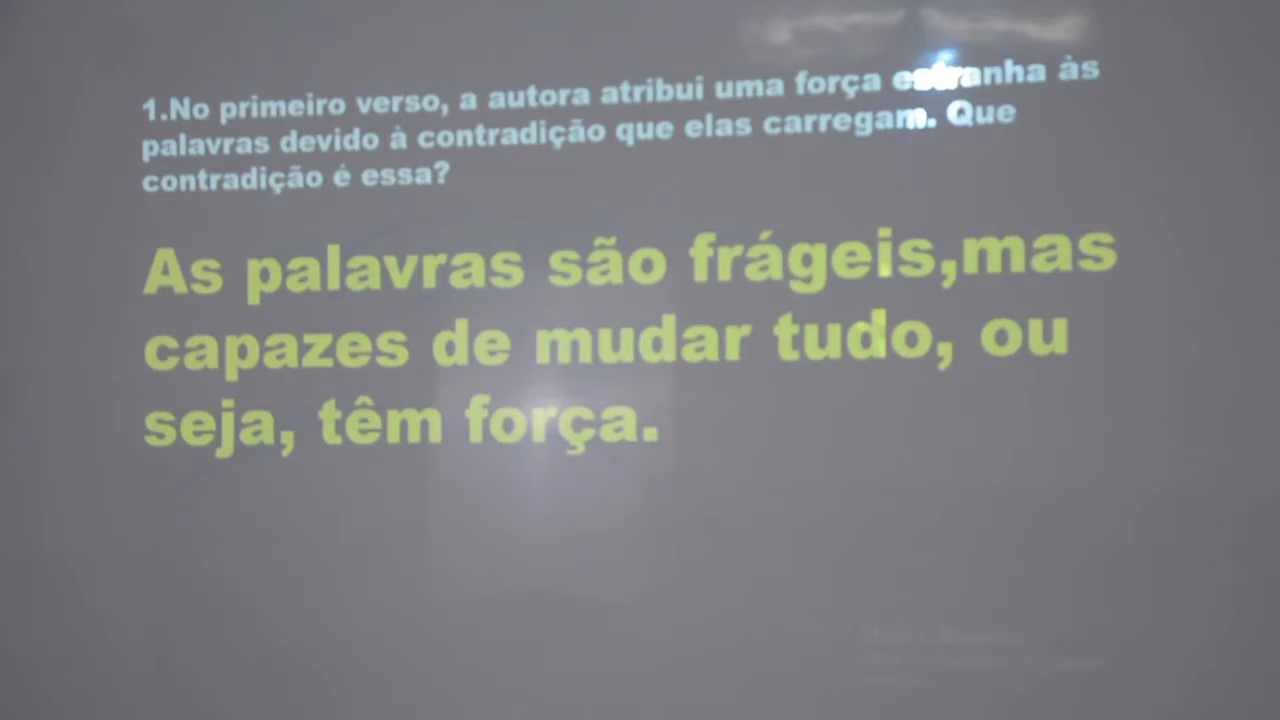 1.No primeiro verso, a autora atribui uma força estranha às
palavras devido à contradição que elas carregam. Que
contradição é essa?
As palavras são frágeis,mas
capazes de mudar tudo, ou
seja, têm força.